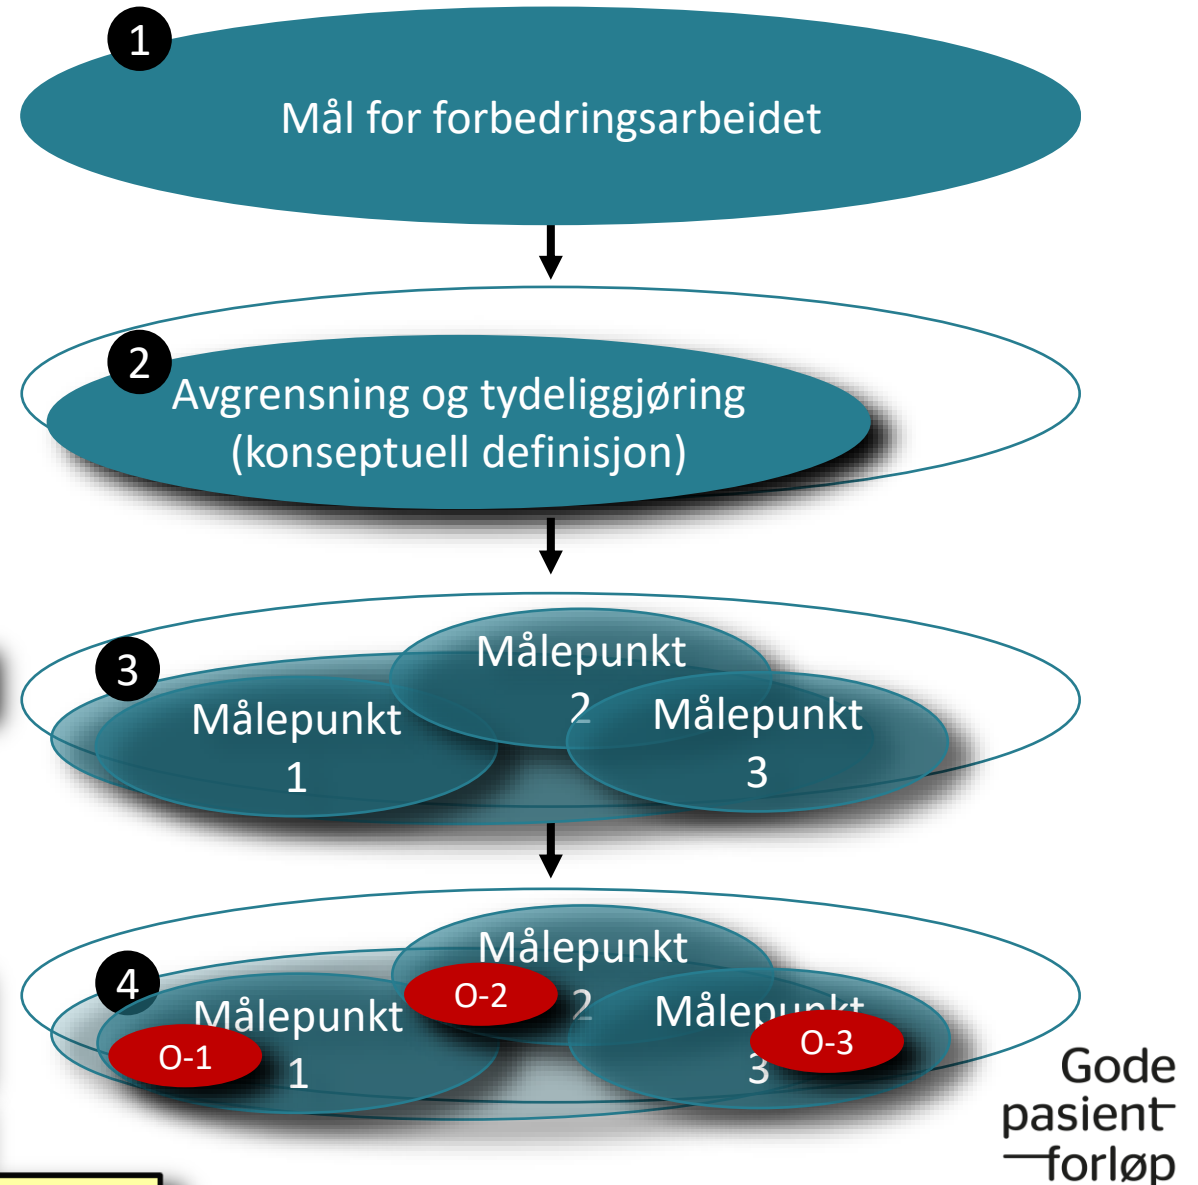 1
Mål for forbedringsarbeidet
2
Avgrensning og tydeliggjøring
(konseptuell definisjon)
3
Målepunkt
2
Målepunkt
1
Målepunkt
3
4
Målepunkt
2
Målepunkt
1
Målepunkt
3
O-1
O-2
O-3
Gode
pasient
forløp